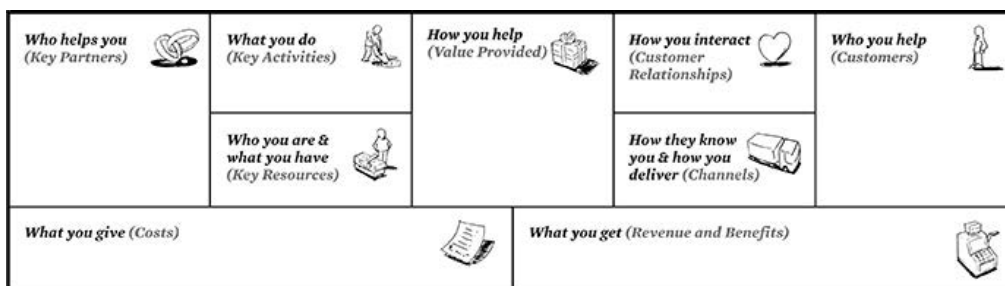 Who helps you
(Key Partners)
What you do
(Key Activities)
Who you are &
what you have
(Key Resources)
How you help
(Value Provided)
How you interact
(Customer
Relationships)
How they know
you & how you
deliver (Channels)
Who you help
(Customers)
What you give (Costs)
What you get (Revenue and Benefits)